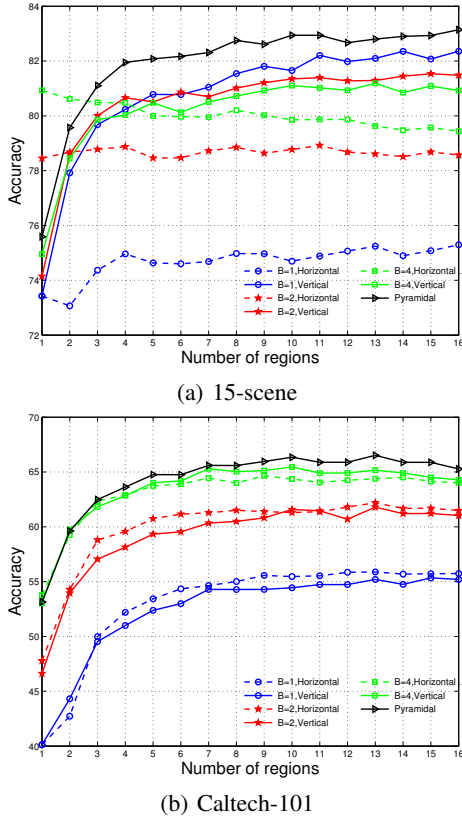 84
82
80
78
76
74
72
Accuracy
B=1,Horizontal
B=1,Vertical
B=2,Horizontal
B=2,Vertical
B=4,Horizontal
B=4,Vertical
Pyramidal
1 2 3 4 5 6 7 8 9 10 11 12 13 14 15 16
Number of regions
(a) 15-scene
70
65
60
55
50
45
40
Accuracy
B=1,Horizontal
B=1,Vertical
B=2,Horizontal
B=2,Vertical
B=4,Horizontal
B=4,Vertical
Pyramidal
1 2 3 4 5 6 7 8 9 10 11 12 13 14 15 16
Number of regions
(b) Caltech-101